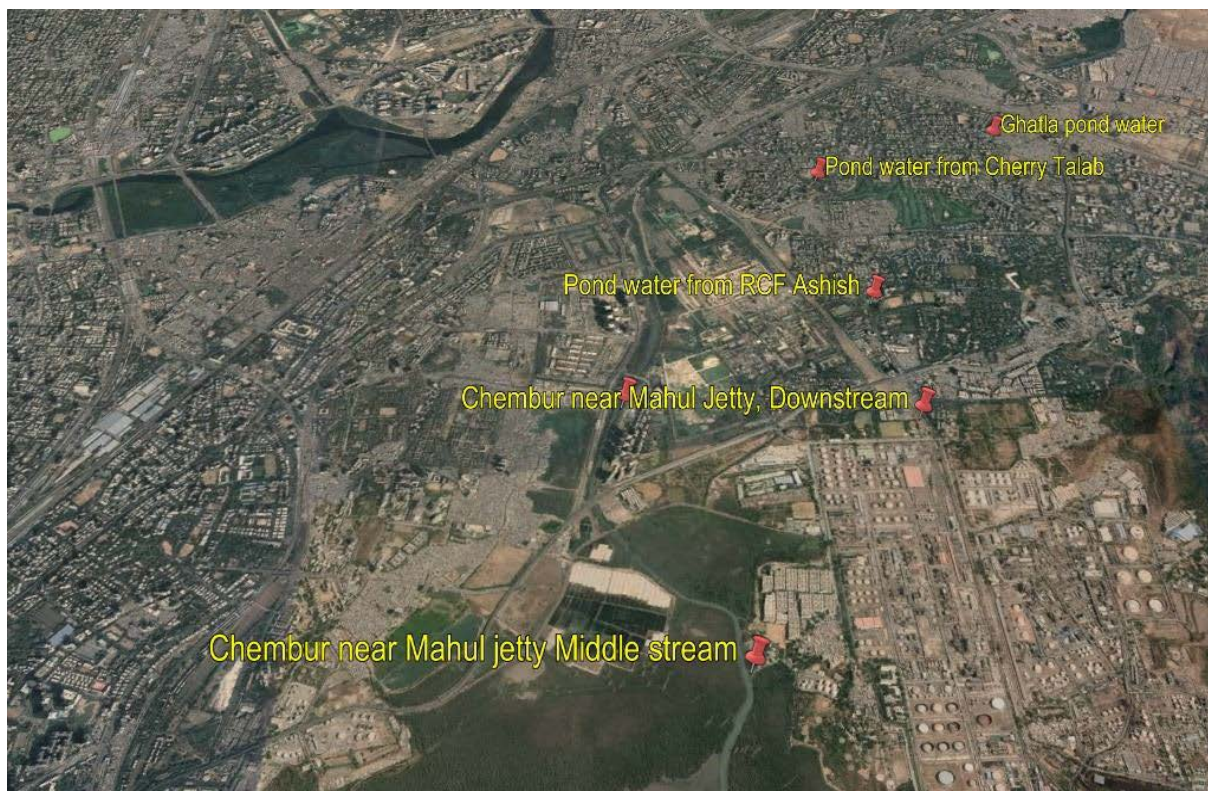 Ghatla pond water
Pond water from Cherry Talab
Pond water from RCF Ashish
Chembur near Mahul Jetty, Downstream
Chembur near Mahul jetty Middle stream